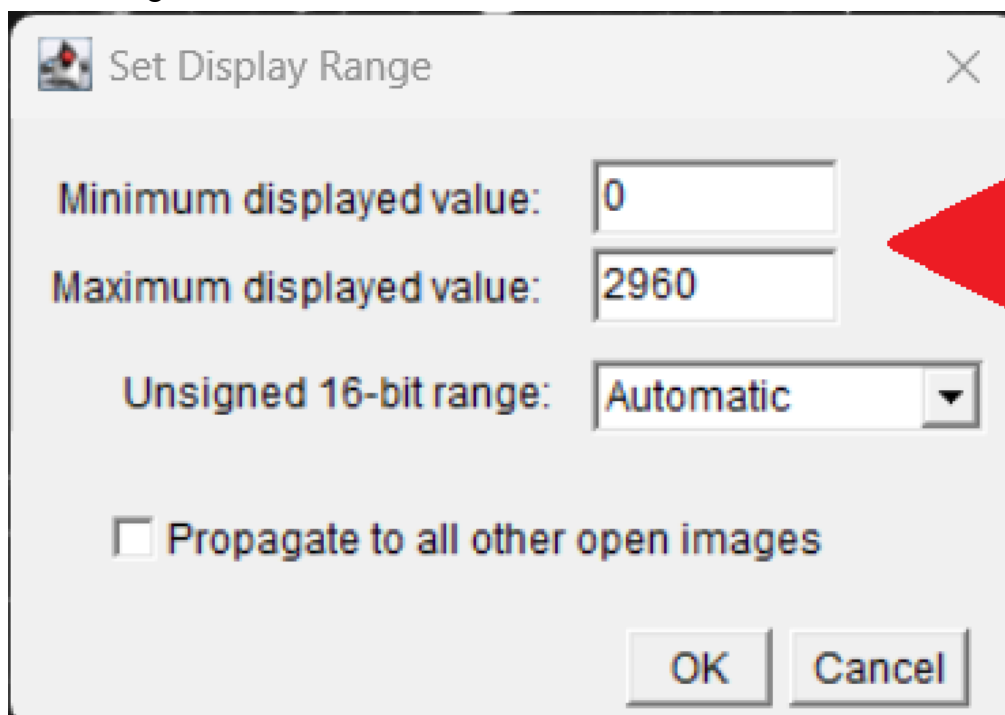 Set Display Range
Minimum displayed value: 0
Maximum displayed value: 2960
Unsigned 16-bit range: Automatic
Propagate to all other open images
OK Cancel